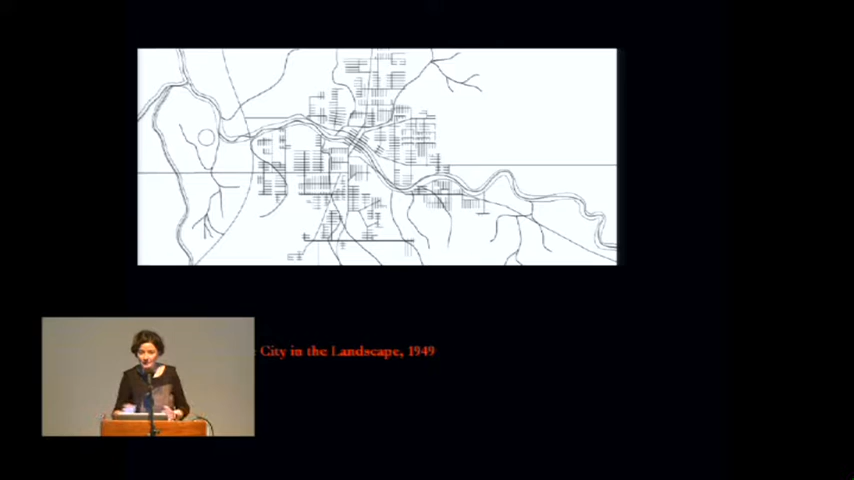 : City in the Landscape, 1949